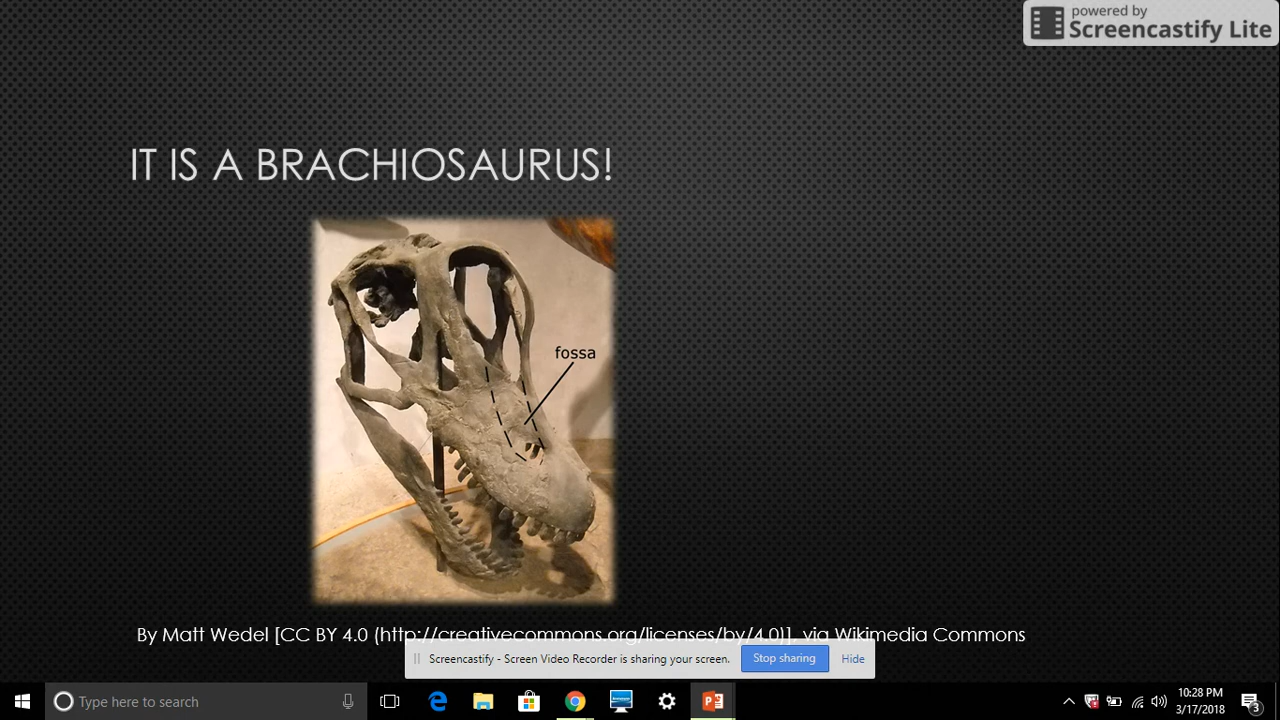 powered by
Screencastify Lite
IT IS A BRACHIOSAURUS!
fossa
By Matt Wedel [CC BY 4.0 (http://creativecommons.org/licenses/by/4.0)], via Wikimedia Commons
Screencastify - Screen Video Recorder is sharing your screen. Stop sharing Hide
Type here to search
10:28 PM
3/17/2018
3